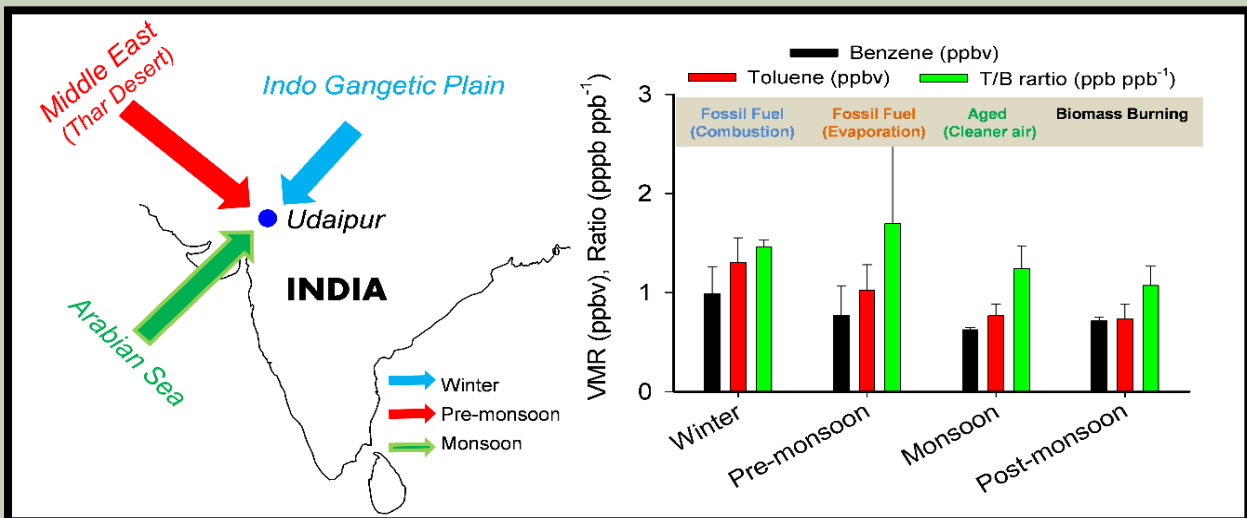 Middle East
(Thar Desert)
Indo Gangetic Plain
Udaipur
INDIA
Arabian Sea
Winter
Pre-monsoon
Monsoon
Benzene (ppbv)
Toluene (ppbv)
T/B rartio (ppb ppb⁻¹)
VMR (ppbv), Ratio (pppb ppb⁻¹)
3
2
1
0
Fossil Fuel
(Combustion)
Fossil Fuel
(Evaporation)
Aged
(Cleaner air)
Biomass Burning
Winter
Pre-monsoon
Monsoon
Post-monsoon